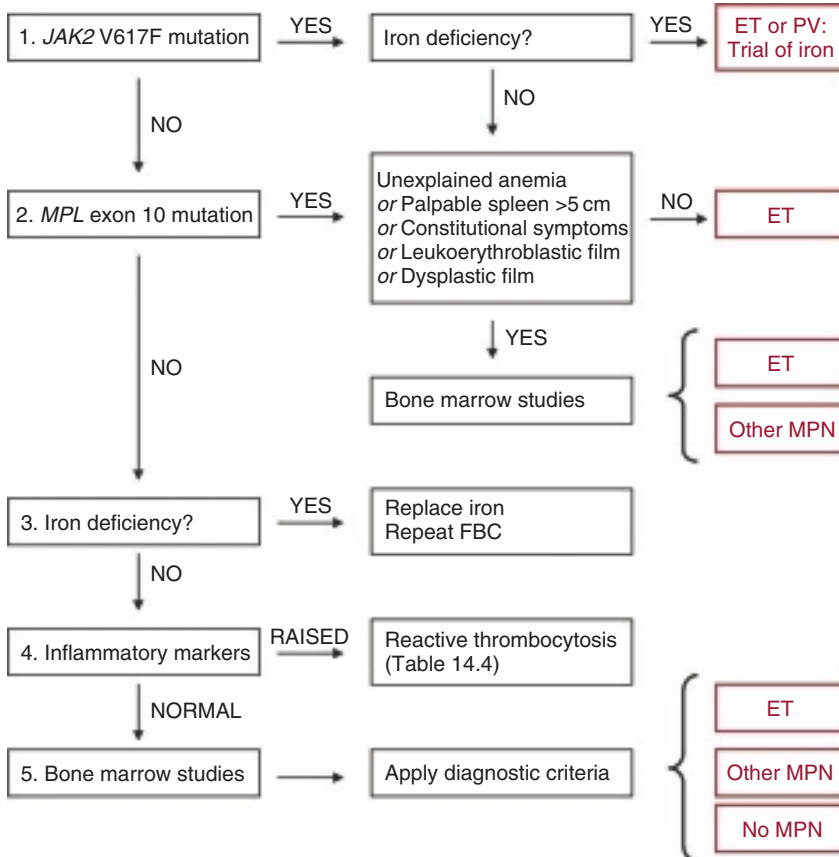 1. JAK2 V617F mutation
YES
Iron deficiency?
YES
ET or PV:
Trial of iron
NO
NO
2. MPL exon 10 mutation
YES
Unexplained anemia
or Palpable spleen >5 cm
or Constitutional symptoms
or Leukoerythroblastic film
or Dysplastic film
NO
ET
YES
NO
Bone marrow studies
ET
Other MPN
3. Iron deficiency?
YES
Replace iron
Repeat FBC
NO
4. Inflammatory markers
RAISED
Reactive thrombocytosis
(Table 14.4)
NORMAL
5. Bone marrow studies
Apply diagnostic criteria
ET
Other MPN
No MPN